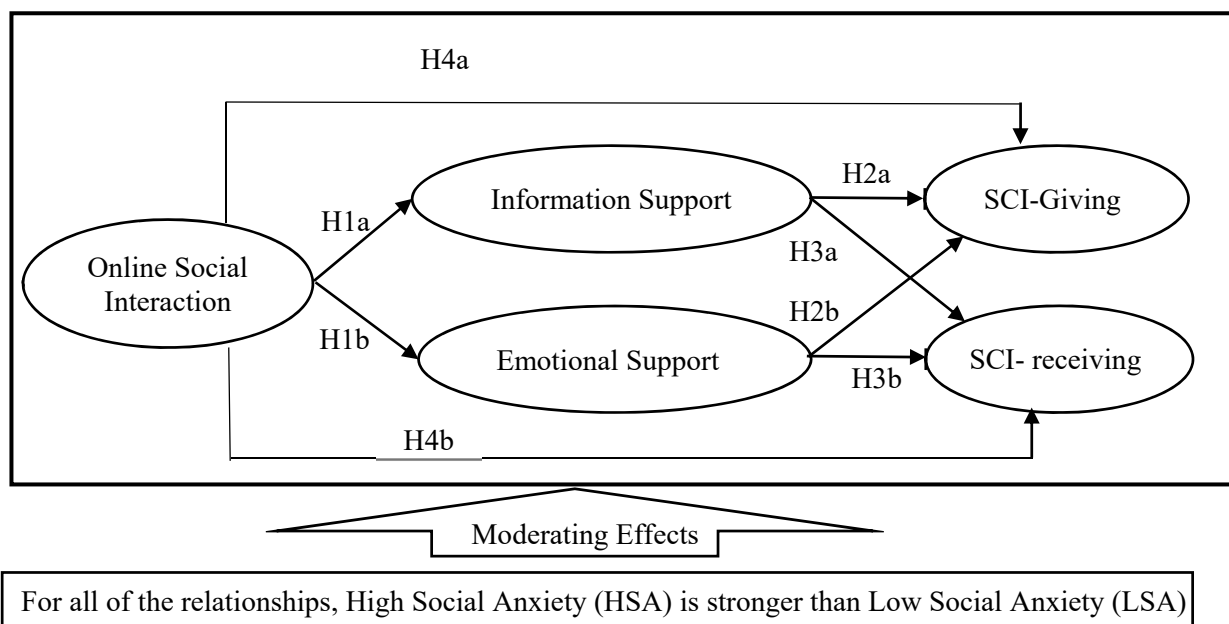 H4a
H2a
Information Support
SCI-Giving
H1a
H3a
Online Social
Interaction
H2b
H1b
Emotional Support
SCI- receiving
H3b
H4b
Moderating Effects
For all of the relationships, High Social Anxiety (HSA) is stronger than Low Social Anxiety (LSA)